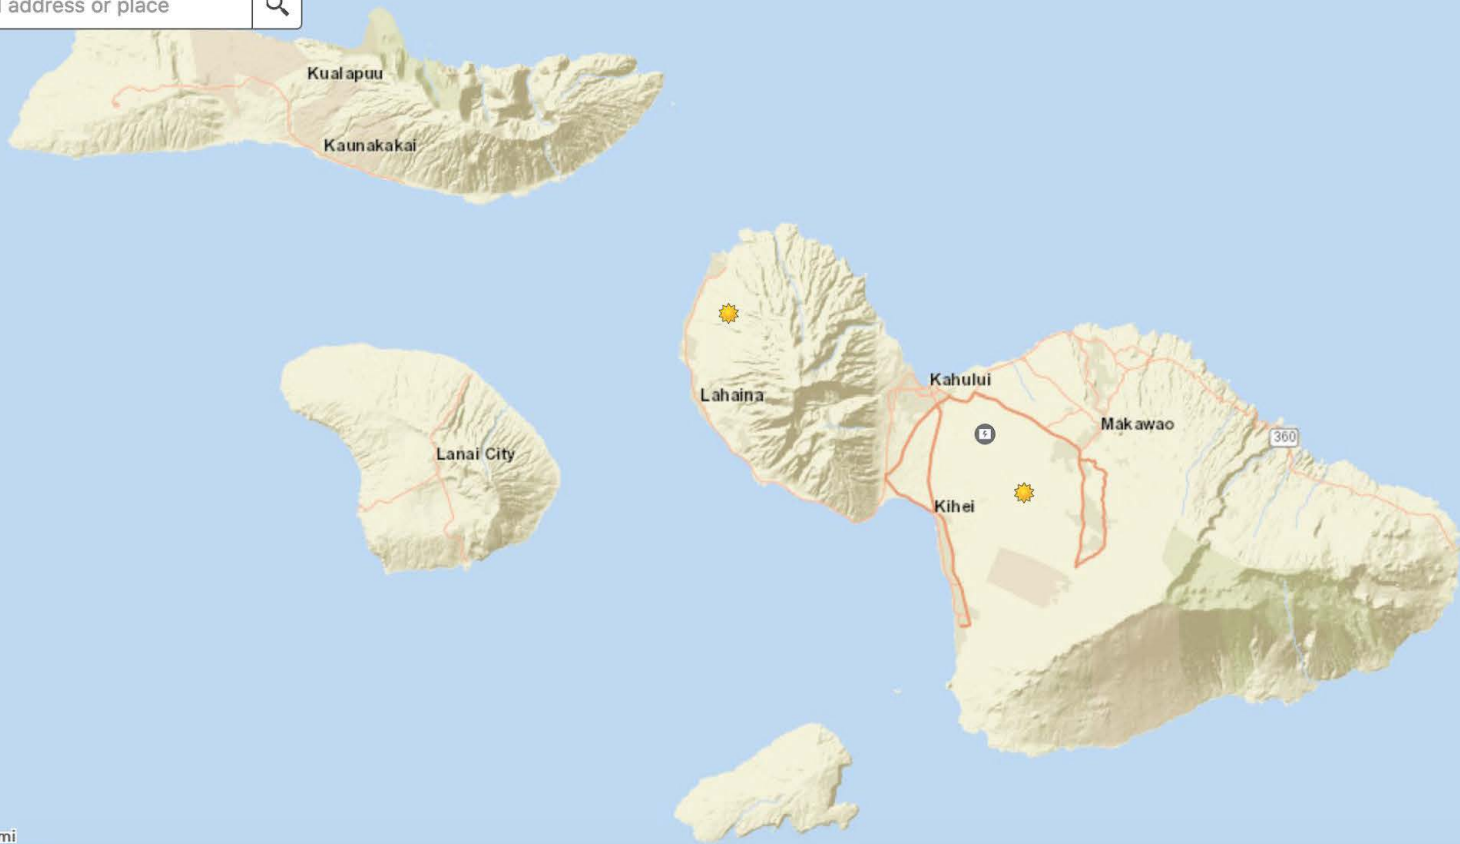 address or place
Kualapuu
Kaunakakai
Lahaina
Kahului
Makawao
360
Lanai City
Kihei
mi